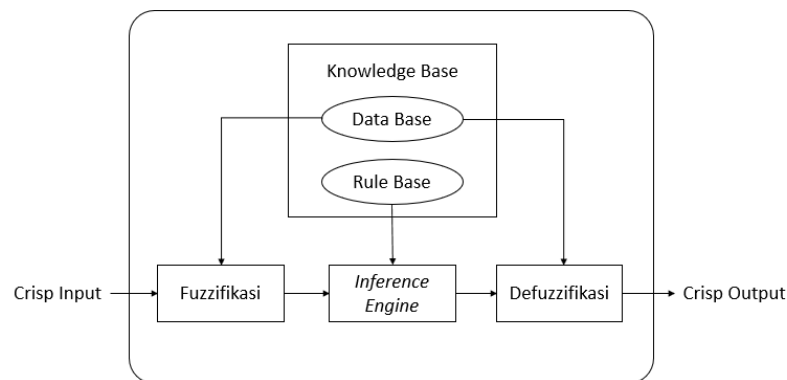 Knowledge Base
Data Base
Rule Base
Crisp Input
Fuzzifikasi
Inference
Engine
Defuzzifikasi
Crisp Output